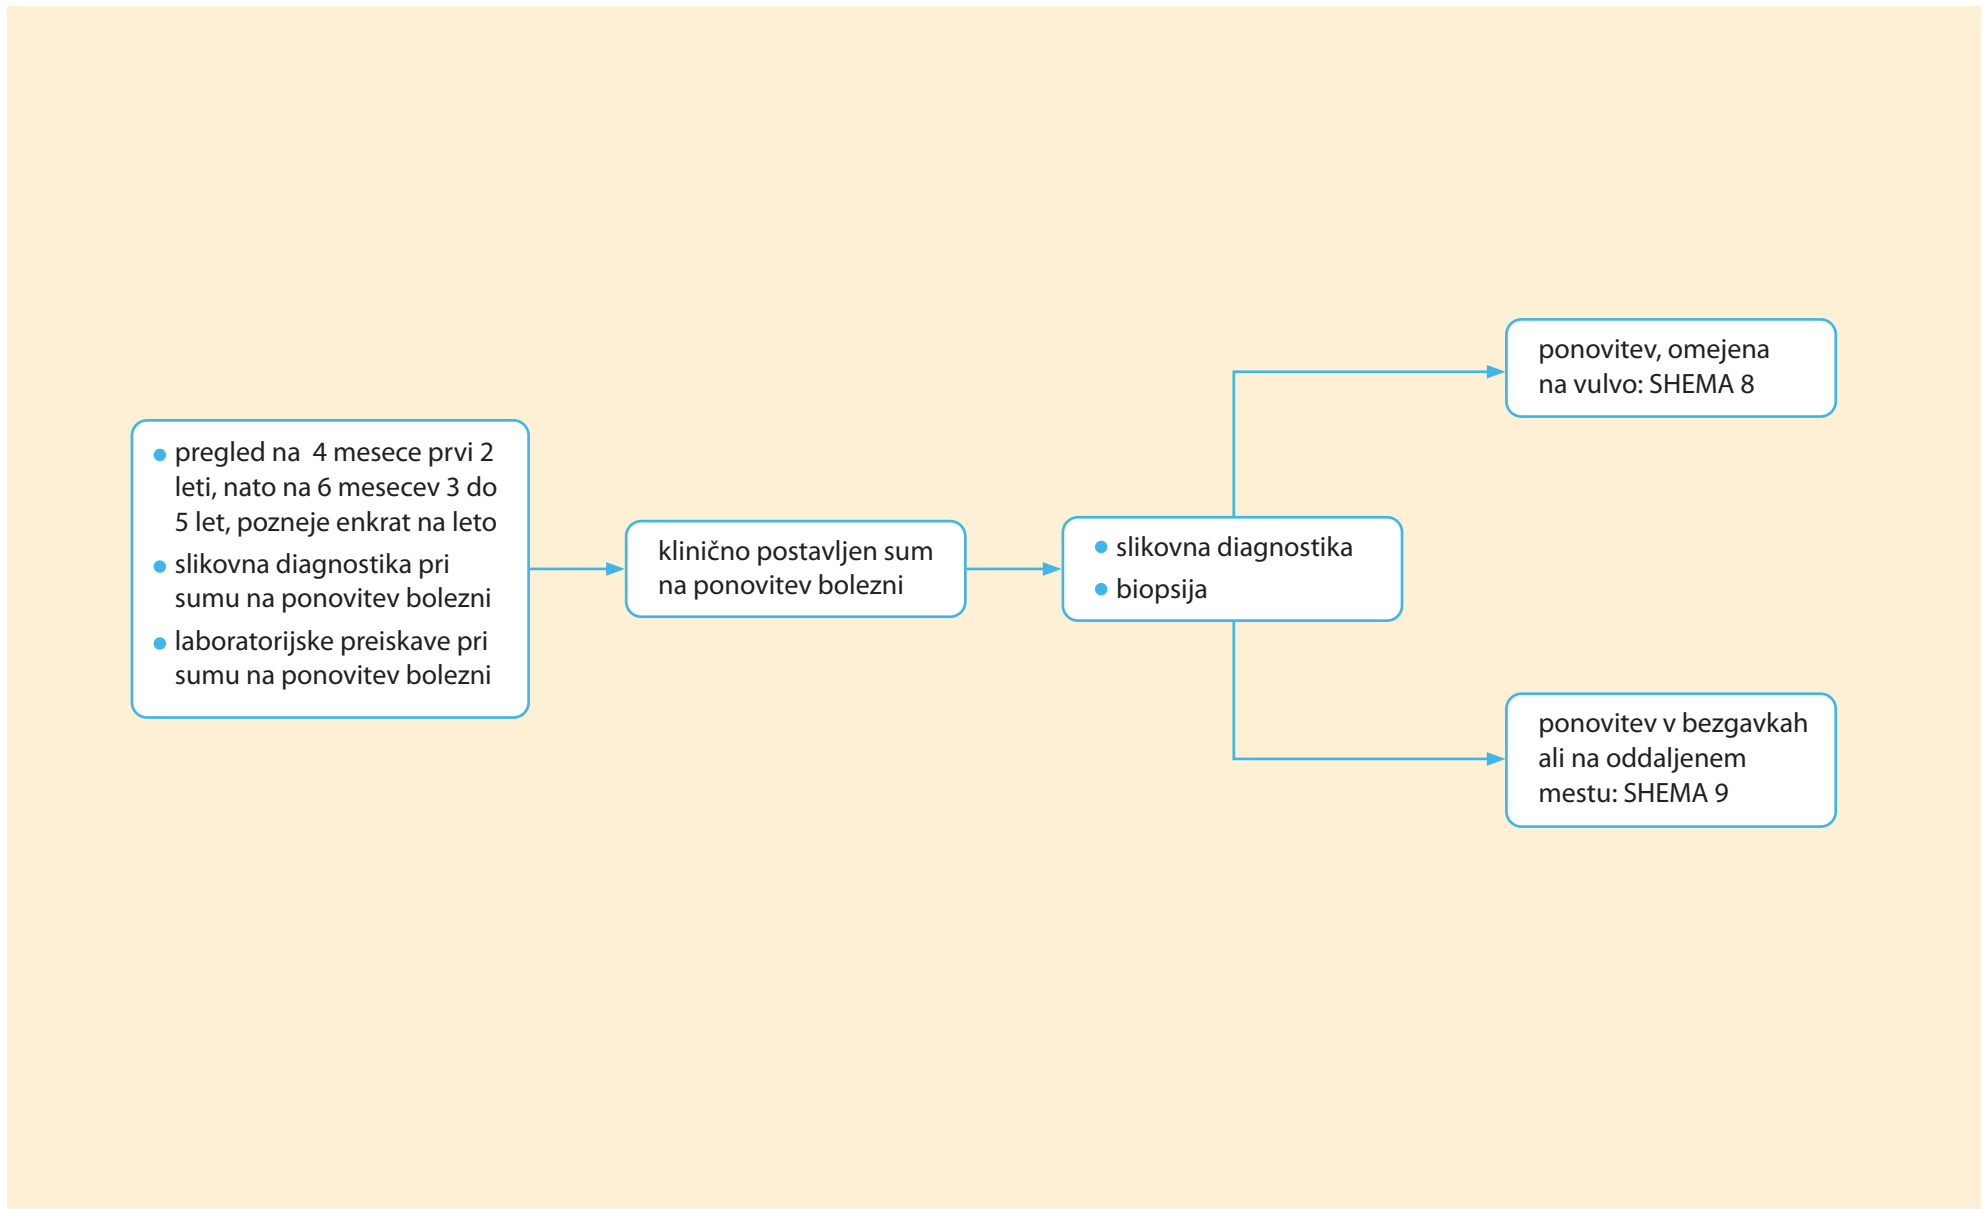 pregled na 4 mesece prvi 2
leti, nato na 6 mesecev 3 do
5 let, pozneje enkrat na leto
slikovna diagnostika pri
sumu na ponovitev bolezni
laboratorijske preiskave pri
sumu na ponovitev bolezni
klinično postavljen sum
na ponovitev bolezni
slikovna diagnostika
biopsija
ponovitev, omejena
na vulvo: SHEMA 8
ponovitev v bezgavkah
ali na oddaljenem
mestu: SHEMA 9